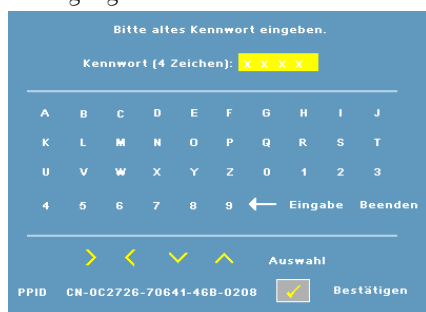 Bitte altes Kennwort eingeben.
Kennwort (4 Zeichen): X X X X
A B C D E F G H I J
K L M N O P Q R S T
U V W X Y Z 0 1 2 3
4 5 6 7 8 9 ← Eingabe Beenden
> < ∨ ∧ Auswahl
PPID CN-0C2726-70641-46B-0208 ✓ Bestätigen